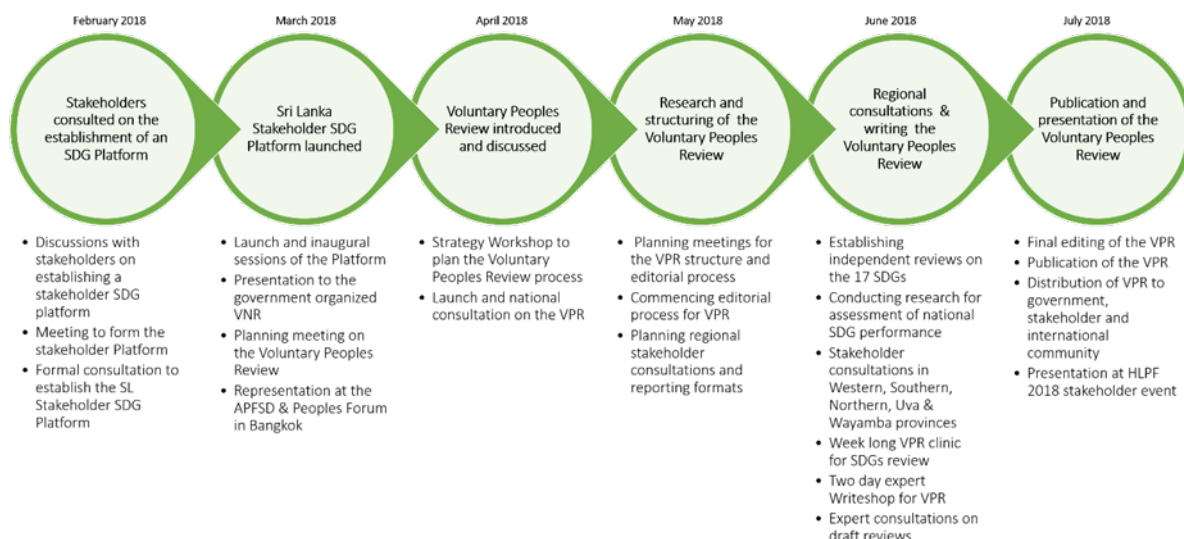 February 2018
March 2018
April 2018
May 2018
June 2018
July 2018
Stakeholders
consulted on the
establishment of an
SDG Platform
Sri Lanka
Stakeholder SDG
Platform launched
Voluntary Peoples
Review introduced
and discussed
Research and
structuring of the
Voluntary Peoples
Review
Regional
consultations &
writing the
Voluntary Peoples
Review
Publication and
presentation of the
Voluntary Peoples
Review
• Discussions with
stakeholders on
establishing a
stakeholder SDG
platform
• Meeting to form the
stakeholder Platform
• Formal consultation to
establish the SL
Stakeholder SDG
Platform
• Launch and inaugural
sessions of the Platform
• Presentation to the
government organized
VNR
• Planning meeting on
the Voluntary Peoples
Review
• Representation at the
APFSD & Peoples Forum
in Bangkok
• Strategy Workshop to
plan the Voluntary
Peoples Review process
• Launch and national
consultation on the VPR
• Planning meetings for
the VPR structure and
editorial process
• Commencing editorial
process for VPR
• Planning regional
stakeholder
consultations and
reporting formats
• Establishing
independent reviews on
the 17 SDGs
• Conducting research for
assessment of national
SDG performance
• Stakeholder
consultations in
Western, Southern,
Northern, Uva &
Wayamba provinces
• Week long VPR clinic
for SDGs review
• Two day expert
Writeshop for VPR
• Expert consultations on
draft reviews
• Final editing of the VPR
• Publication of the VPR
• Distribution of VPR to
government,
stakeholder and
international
community
• Presentation at HLPF
2018 stakeholder event